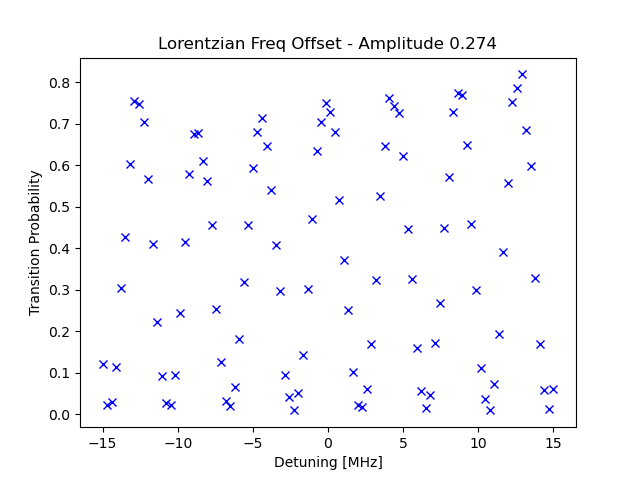 Lorentzian Freq Offset - Amplitude 0.274
Transition Probability
0.8
0.7
0.6
0.5
0.4
0.3
0.2
0.1
0.0
−15 −10 −5 0 5 10 15
Detuning [MHz]